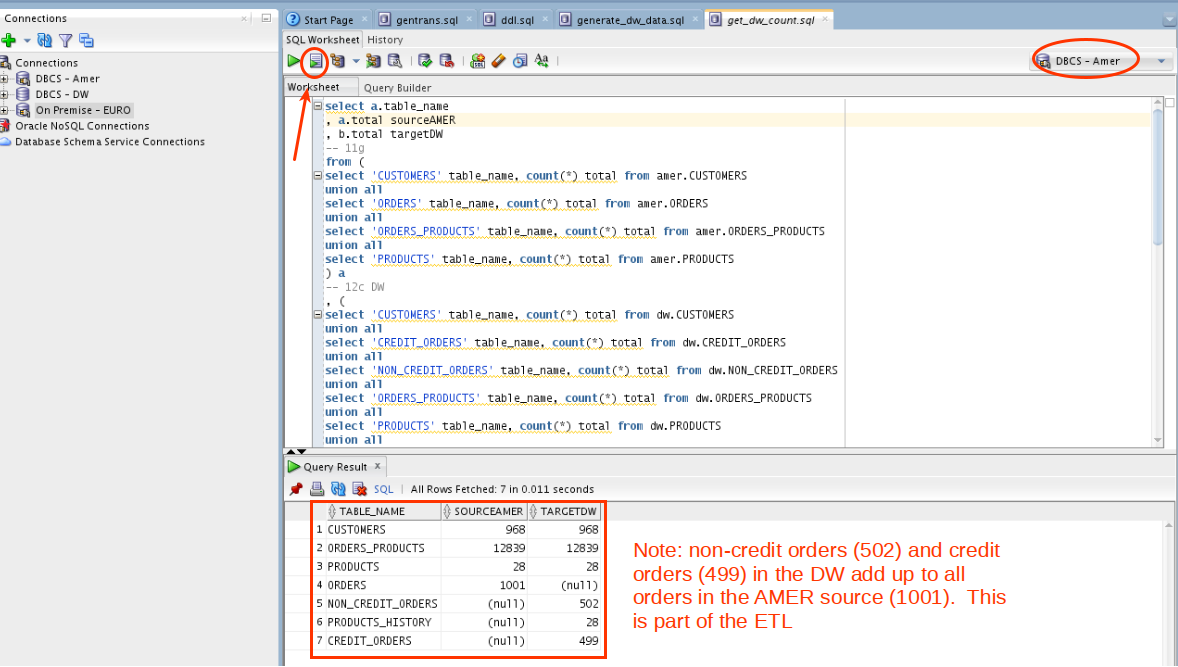 Connections
Connections
DBCS - Amer
DBCS - DW
On Premise - EURO
Oracle NoSQL Connections
Database Schema Service Connections
Start Page
gentrans.sql
ddl.sql
generate_dw_data.sql
get_dw_count.sql
SQL Worksheet History
DBCS - Amer
Worksheet Query Builder
select a.table_name
, a.total sourceAMER
, b.total targetDW
-- 11g
from (
select 'CUSTOMERS' table_name, count(*) total from amer.CUSTOMERS
union all
select 'ORDERS' table_name, count(*) total from amer.ORDERS
union all
select 'ORDERS_PRODUCTS' table_name, count(*) total from amer.ORDERS_PRODUCTS
union all
select 'PRODUCTS' table_name, count(*) total from amer.PRODUCTS
) a
-- 12c DW
, (
select 'CUSTOMERS' table_name, count(*) total from dw.CUSTOMERS
union all
select 'CREDIT_ORDERS' table_name, count(*) total from dw.CREDIT_ORDERS
union all
select 'NON_CREDIT_ORDERS' table_name, count(*) total from dw.NON_CREDIT_ORDERS
union all
select 'ORDERS_PRODUCTS' table_name, count(*) total from dw.ORDERS_PRODUCTS
union all
select 'PRODUCTS' table_name, count(*) total from dw.PRODUCTS
union all
Query Result
SQL | All Rows Fetched: 7 in 0.011 seconds
TABLE_NAME SOURCEAMER TARGETDW
1 CUSTOMERS 968 968
2 ORDERS_PRODUCTS 12839 12839
3 PRODUCTS 28 28
4 ORDERS 1001 (null)
5 NON_CREDIT_ORDERS (null) 502
6 PRODUCTS_HISTORY (null) 28
7 CREDIT_ORDERS (null) 499
Note: non-credit orders (502) and credit
orders (499) in the DW add up to all
orders in the AMER source (1001). This
is part of the ETL